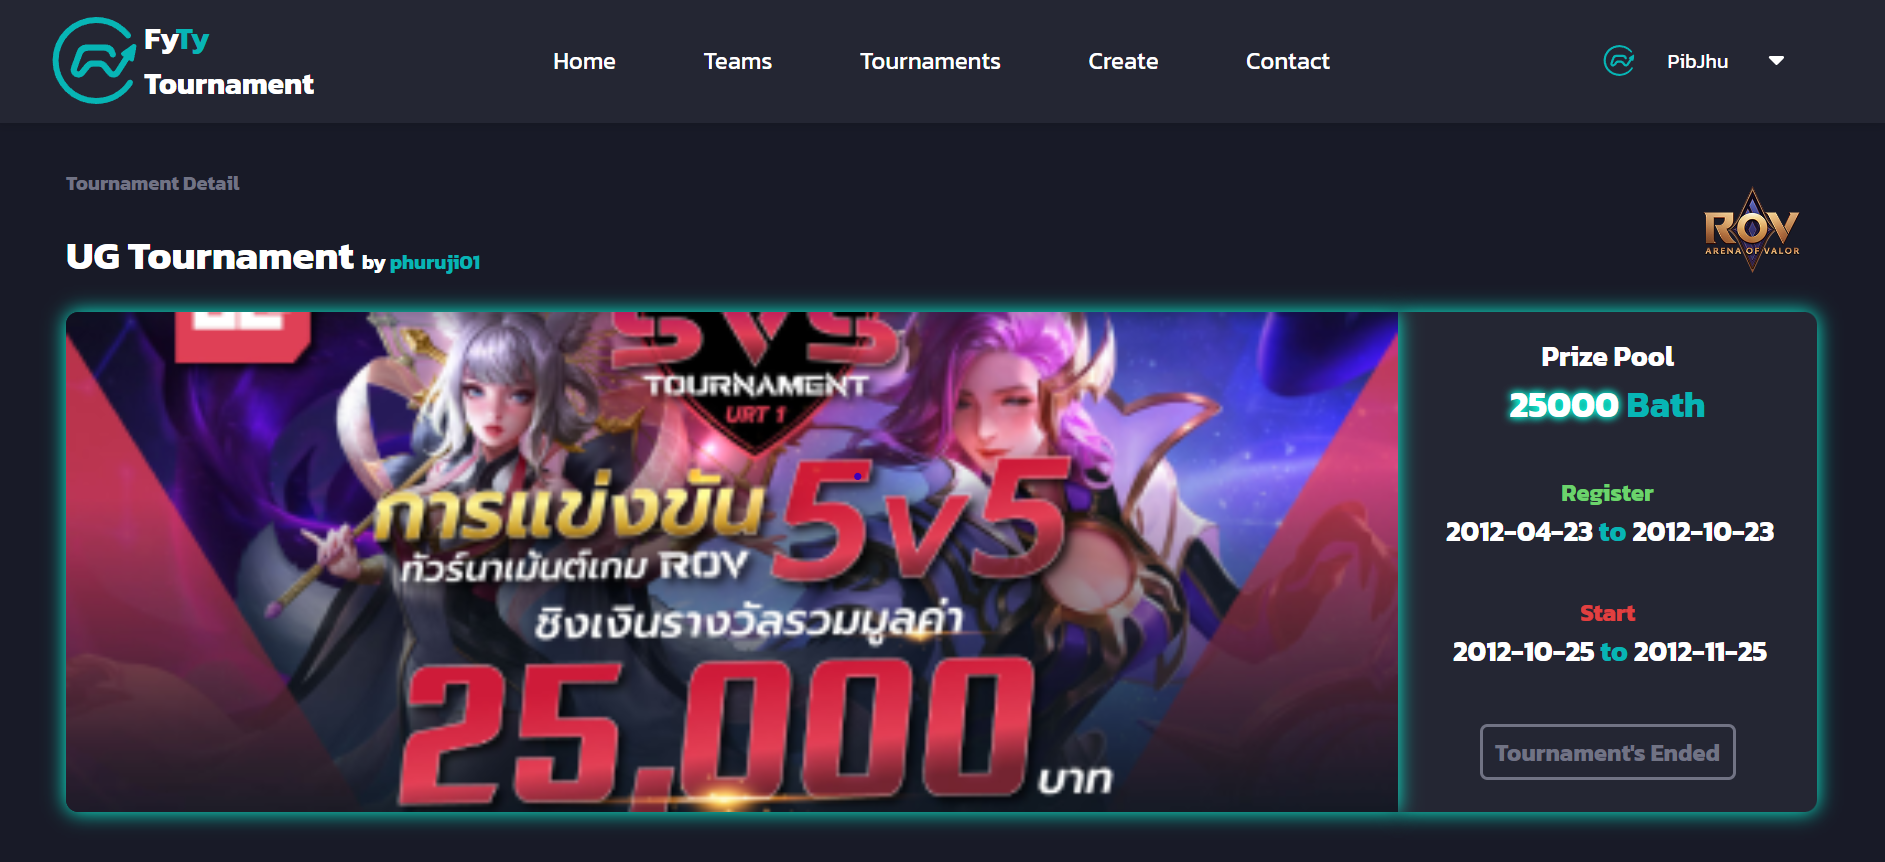 FyTy
Tournament
Home
Teams
Tournaments
Create
Contact
PibJhu
Tournament Detail
UG Tournament by phuruji01
ROV
ARENA OF VALOR
5v5
TOURNAMENT
URT 1
การแข่งขัน 5v5
ทัวร์นาเม้นต์เกม ROV
ชิงเงินรางวัลรวมมูลค่า
25,000 บาท
Prize Pool
25000 Bath
Register
2012-04-23 to 2012-10-23
Start
2012-10-25 to 2012-11-25
Tournament's Ended